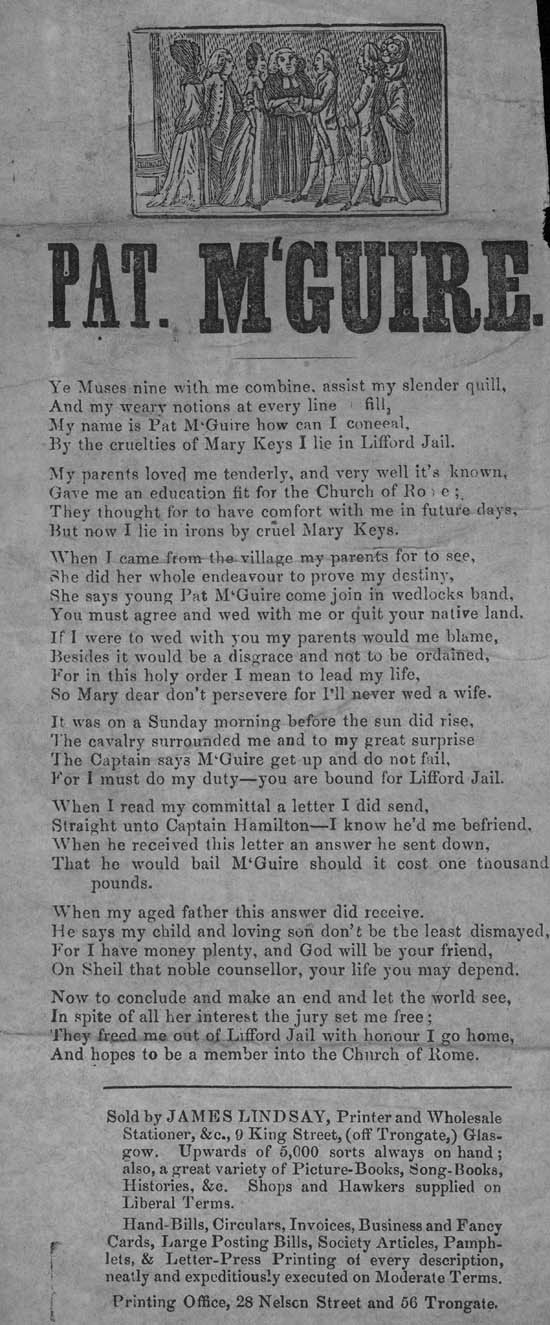 PAT. M'GUIRE.
Ye Muses nine with me combine. assist my slender quill,
And my weary notions at every line fill,
My name is Pat M'Guire how can I conceal,
By the cruelties of Mary Keys I lie in Lifford Jail.
My parents loved me tenderly, and very well it's known,
Gave me an education fit for the Church of Ro e;
They thought for to have comfort with me in future days,
But now I lie in irons by cruel Mary Keys.
When I came from the village my parents for to see,
She did her whole endeavour to prove my destiny,
She says young Pat M'Guire come join in wedlocks band,
You must agree and wed with me or quit your native land.
If I were to wed with you my parents would me blame,
Besides it would be a disgrace and not to be ordained,
For in this holy order I mean to lead my life,
So Mary dear don't persevere for I'll never wed a wife.
It was on a Sunday morning before the sun did rise,
The cavalry surrounded me and to my great surprise
The Captain says M'Guire get up and do not fail,
For I must do my duty—you are bound for Lifford Jail.
When I read my committal a letter I did send,
Straight unto Captain Hamilton—I know he'd me befriend,
When he received this letter an answer he sent down,
That he would bail M'Guire should it cost one thousand
pounds.
When my aged father this answer did receive.
He says my child and loving son don't be the least dismayed,
For I have money plenty, and God will be your friend,
On Sheil that noble counsellor, your life you may depend.
Now to conclude and make an end and let the world see,
In spite of all her interest the jury set me free;
They freed me out of Lifford Jail with honour I go home,
And hopes to be a member into the Church of Rome.
Sold by JAMES LINDSAY, Printer and Wholesale
Stationer, &c., 9 King Street, (off Trongate,) Glas-
gow. Upwards of 5,000 sorts always on hand;
also, a great variety of Picture-Books, Song-Books,
Histories, &c. Shops and Hawkers supplied on
Liberal Terms.
Hand-Bills, Circulars, Invoices, Business and Fancy
Cards, Large Posting Bills, Society Articles, Pamph-
lets, & Letter-Press Printing of every description,
neatly and expeditiously executed on Moderate Terms.
Printing Office, 28 Nelson Street and 56 Trongate.